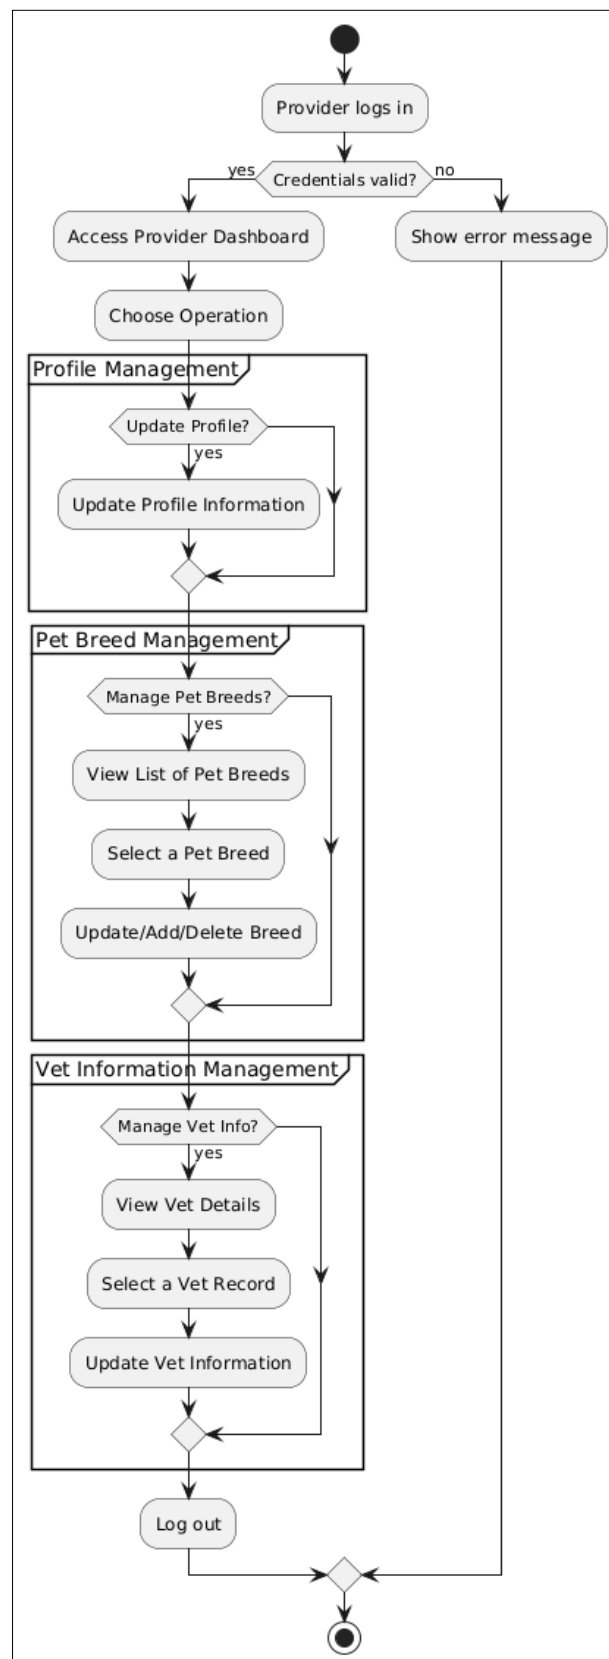 Provider logs in
yes
Credentials valid?
no
Access Provider Dashboard
Show error message
Choose Operation
Profile Management
Update Profile?
yes
Update Profile Information
Pet Breed Management
Manage Pet Breeds?
yes
View List of Pet Breeds
Select a Pet Breed
Update/Add/Delete Breed
Vet Information Management
Manage Vet Info?
yes
View Vet Details
Select a Vet Record
Update Vet Information
Log out